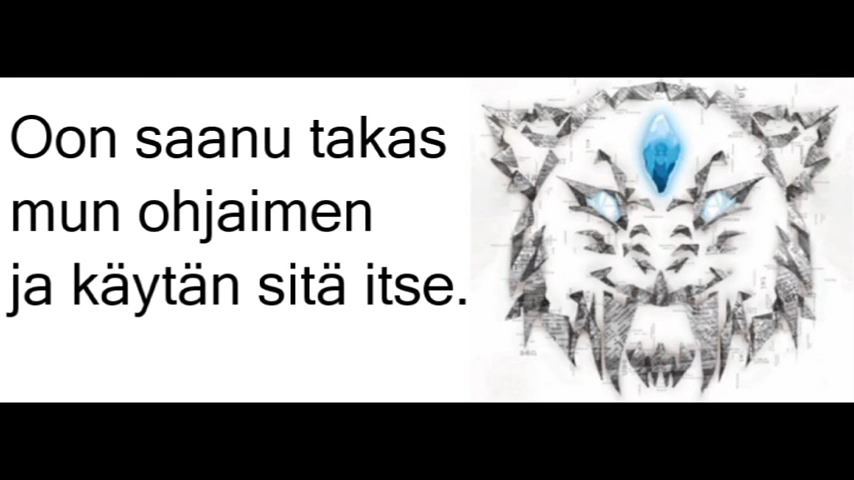 Oon saanu takas
mun ohjaimen
ja käytän sitä itse.